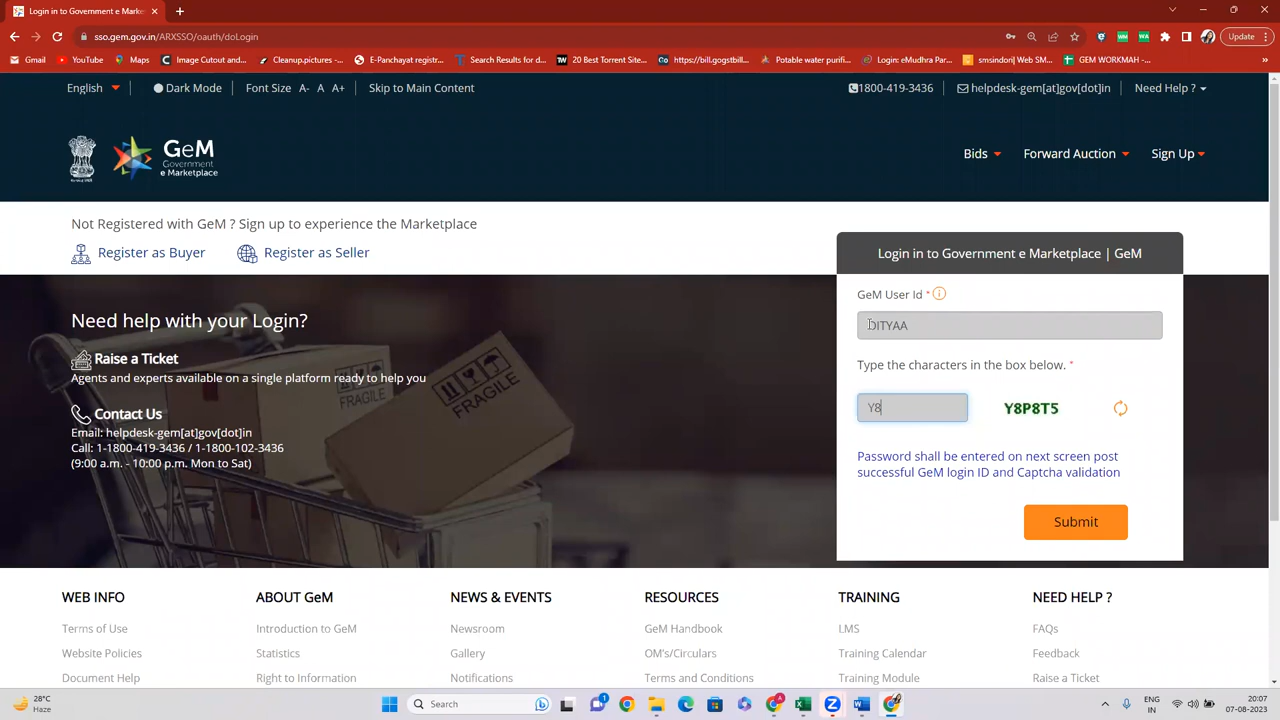 Login in to Government e Marke
sso.gem.gov.in/ARXSSO/oauth/doLogin
Update
Gmail
YouTube
Maps
Image Cutout and...
Cleanup.pictures -...
E-Panchayat registr...
Search Results for d...
20 Best Torrent Site...
https://bill.gogstbill...
Potable water purifi...
Login: eMudhra Par...
smsindori) Web SM...
GEM WORKMAH -...
English
Dark Mode
Font Size A- A A+
Skip to Main Content
1800-419-3436
helpdesk-gem[at]gov[dot]in
Need Help ?
GeM
Government
e Marketplace
Bids
Forward Auction
Sign Up
Not Registered with GeM ? Sign up to experience the Marketplace
Register as Buyer
Register as Seller
Need help with your Login?
Raise a Ticket
Agents and experts available on a single platform ready to help you
Contact Us
Email: helpdesk-gem[at]gov[dot]in
Call: 1-1800-419-3436 / 1-1800-102-3436
(9:00 a.m. - 10:00 p.m. Mon to Sat)
FRAGILE
FRAGILE
Login in to Government e Marketplace | GeM
GeM User Id *
DITYAA
Type the characters in the box below. *
Y8
Y8P8T5
Password shall be entered on next screen post
successful GeM login ID and Captcha validation
Submit
WEB INFO
Terms of Use
Website Policies
Document Help
ABOUT GeM
Introduction to GeM
Statistics
Right to Information
NEWS & EVENTS
Newsroom
Gallery
Notifications
RESOURCES
GeM Handbook
OM's/Circulars
Terms and Conditions
TRAINING
LMS
Training Calendar
Training Module
NEED HELP ?
FAQs
Feedback
Raise a Ticket
28°C
Haze
Search
ENG
IN
20:07
07-08-2023